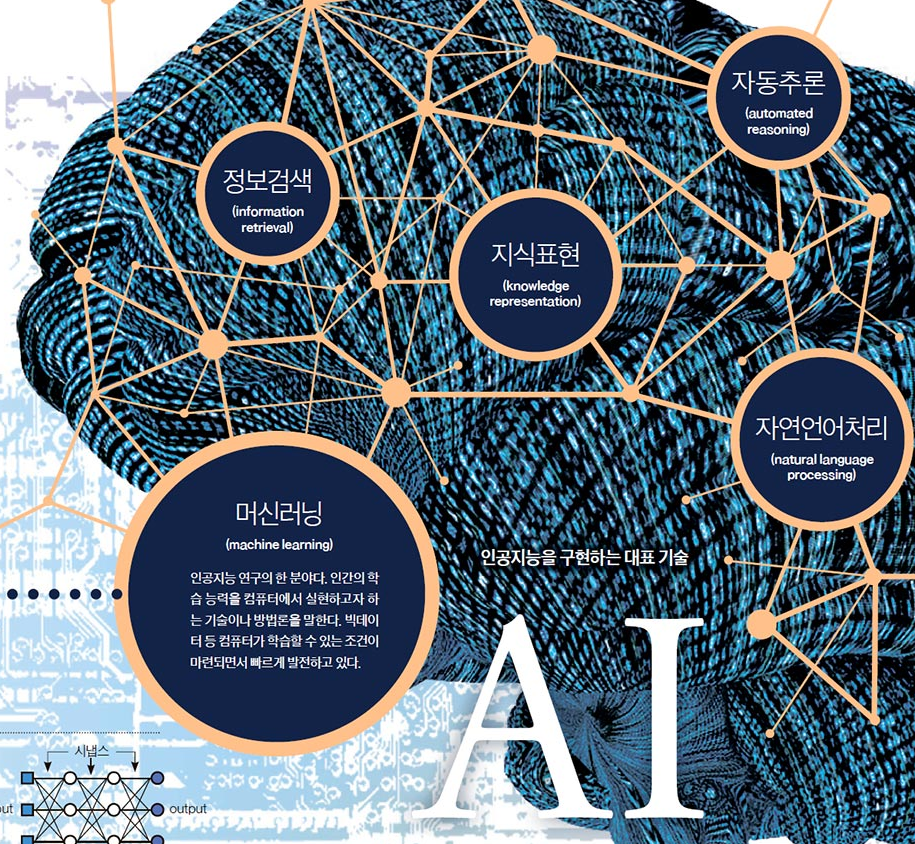 자동추론
(automated
reasoning)
정보검색
(information
retrieval)
지식표현
(knowledge
representation)
자연언어처리
(natural language
processing)
머신러닝
(machine learning)
인공지능 연구의 한 분야다. 인간의 학
습 능력을 컴퓨터에서 실현하고자 하
는 기술이나 방법론을 말한다. 빅데이
터 등 컴퓨터가 학습할 수 있는 조건이
마련되면서 빠르게 발전하고 있다.
인공지능을 구현하는 대표 기술
AI
시냅스
output